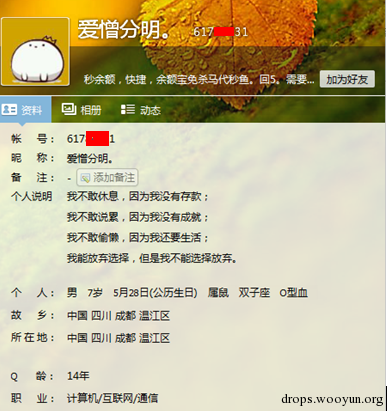 爱憎分明。 617 31
秒余额，快捷，余额宝免杀马代秒鱼。回5。需要... 加为好友
资料 相册 动态
帐 号： 617 1
昵 称： 爱憎分明。
备 注： - 添加备注
个人说明 我不敢休息，因为我没有存款；
我不敢说累，因为我没有成就；
我不敢偷懒，因为我还要生活；
我能放弃选择，但是我不能选择放弃。
个 人： 男 7岁 5月28日(公历生日) 属鼠 双子座 O型血
故 乡： 中国 四川 成都 温江区
所在地： 中国 四川 成都 温江区
Q 龄： 14年
职 业： 计算机/互联网/通信
drops.wooyun.org